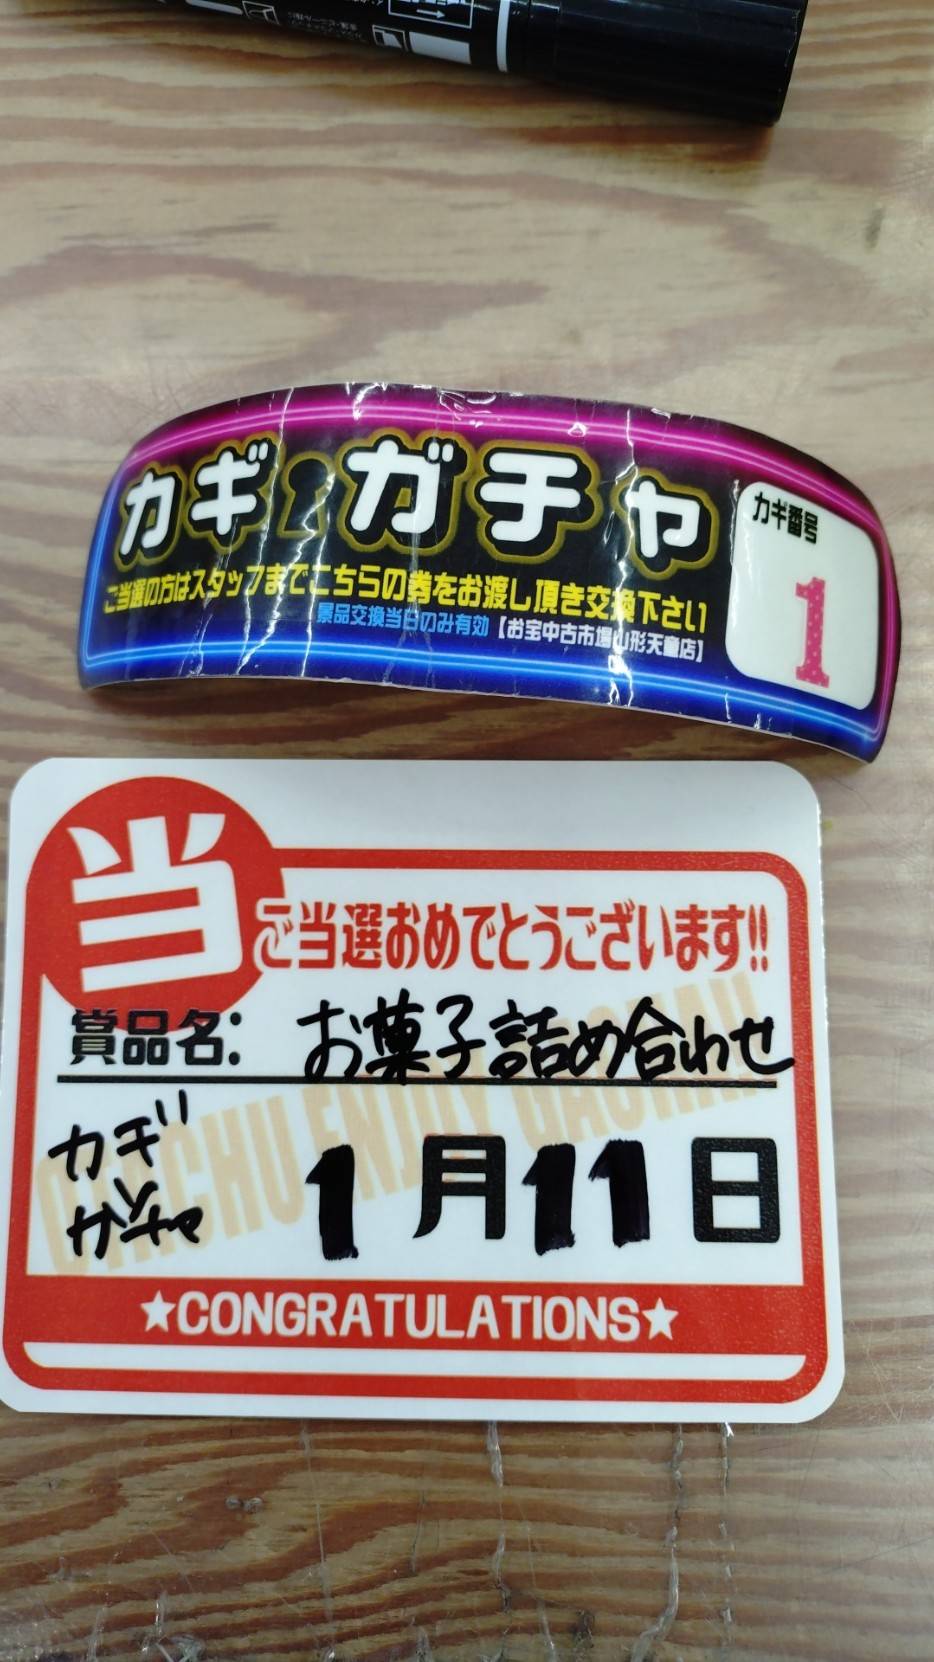 カギ ガチャ
カギ番号
1
ご当選の方はスタッフまでこちらの券をお渡し頂き交換下さい
景品交換当日のみ有効【お宝中古市場山形天童店】
当
ご当選おめでとうございます!!
賞品名: お菓子詰め合わせ
カギ
ガチャ
1月11日
★CONGRATULATIONS★